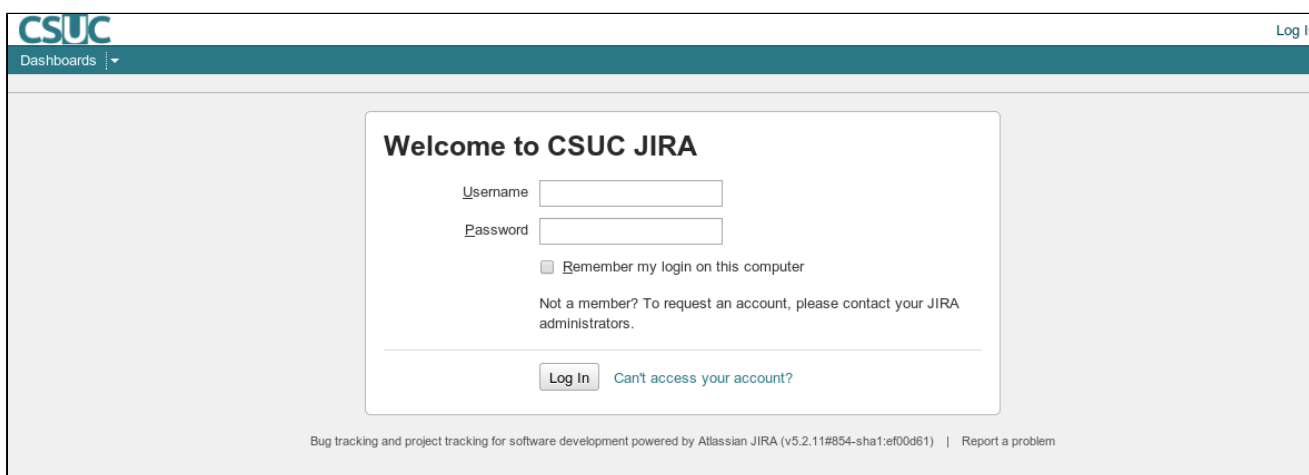 CSUC
Log I
Dashboards
Welcome to CSUC JIRA
Username
Password
Remember my login on this computer
Not a member? To request an account, please contact your JIRA
administrators.
Log In Can't access your account?
Bug tracking and project tracking for software development powered by Atlassian JIRA (v5.2.11#854-sha1:ef00d61) | Report a problem